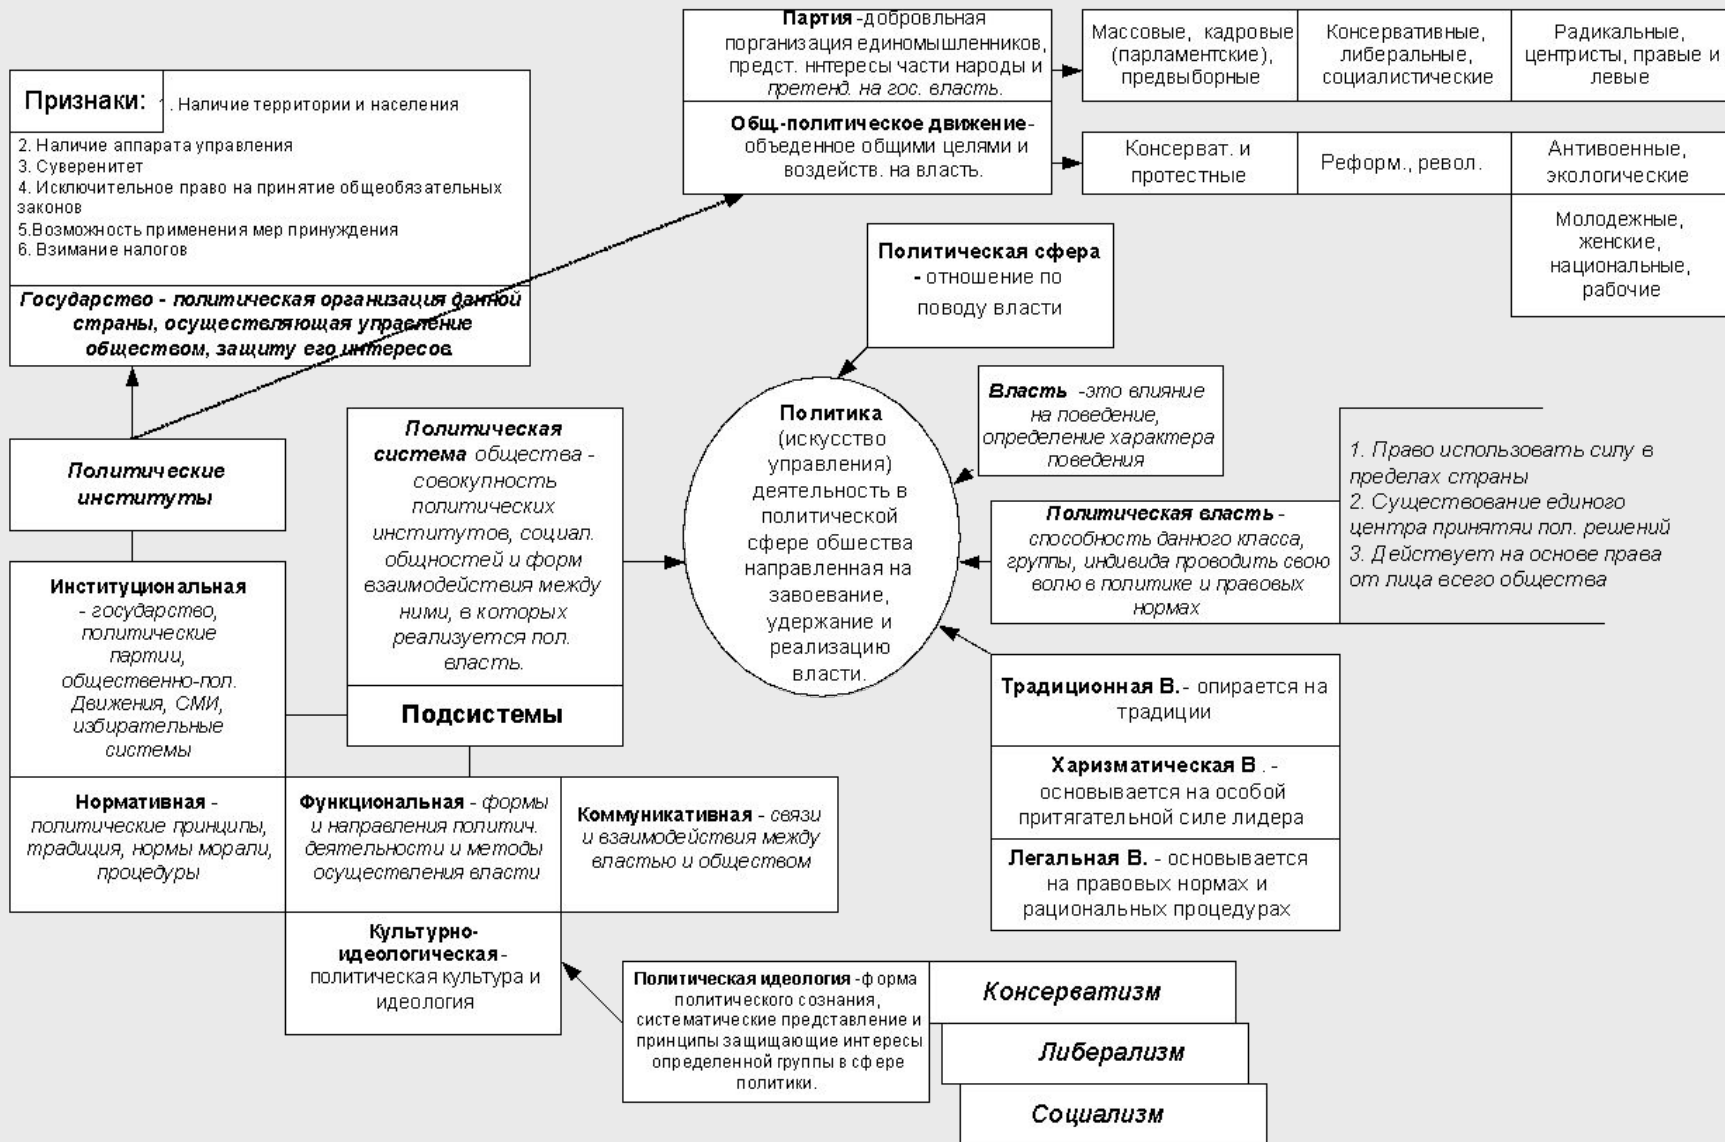 Партия -добровльная
порганизация единомышленников,
предст. ннтересы части народы и
претенд. на гос. власть.
Общ.-политическое движение-
объеденное общими целями и
воздейств. на власть.
Массовые, кадровые
(парламентские),
предвыборные
Консервативные,
либеральные,
социалистические
Радикальные,
центристы, правые и
левые
Консерват. и
протестные
Реформ., револ.
Антивоенные,
экологические
Молодежные,
женские,
национальные,
рабочие
Признаки: 1. Наличие территории и населения
2. Наличие аппарата управления
3. Суверенитет
4. Исключительное право на принятие общеобязательных
законов
5.Возможность применения мер принуждения
6. Взимание налогов
Государство - политическая организация данной
страны, осуществляющая управление
обществом, защиту его интересов.
Политическая сфера
- отношение по
поводу власти
Политические
институты
Политическая
система общества -
совокупность
политических
институтов, социал.
общностей и форм
взаимодействия между
ними, в которых
реализуется пол.
власть.
Подсистемы
Политика
(искусство
управления)
деятельность в
политической
сфере обшества
направленная на
завоевание,
удержание и
реализацию
власти.
Власть -это влияние
на поведение,
определение характера
поведения
Политическая власть -
способность данного класса,
группы, индивида проводить свою
волю в политике и правовых
нормах
1. Право использовать силу в
пределах страны
2. Существование единого
центра принятяи пол. решений
3. Действует на основе права
от лица всего общества
Институциональная
- государство,
политические
партии,
общественно-пол.
Движения, СМИ,
избирательные
системы
Традиционная В.- опирается на
традиции
Харизматическая В . -
основывается на особой
притягательной силе лидера
Легальная В. - основывается
на правовых нормах и
рациональных процедурах
Нормативная -
политические принципы,
традиция, нормы морали,
процедуры
Функциональная - формы
и направления политич.
деятельности и методы
осуществления власти
Коммуникативная - связи
и взаимодействия между
властью и обществом
Культурно-
идеологическая-
политическая культура и
идеология
Политическая идеология -форма
политического сознания,
систематические представление и
принципы защищающие интересы
определенной группы в сфере
политики.
Консерватизм
Либерализм
Социализм